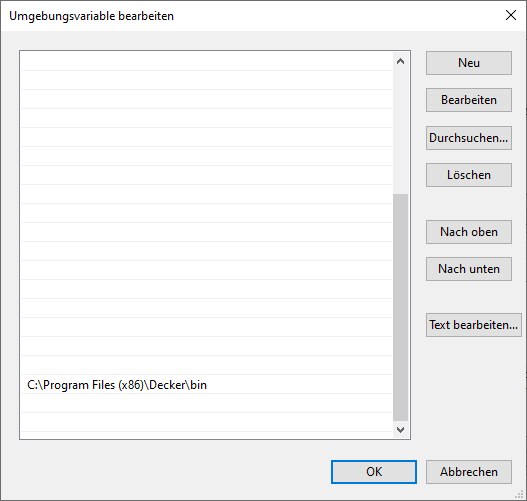 Umgebungsvariable bearbeiten
Neu
Bearbeiten
Durchsuchen...
Löschen
Nach oben
Nach unten
Text bearbeiten...
C:\Program Files (x86)\Decker\bin
OK
Abbrechen